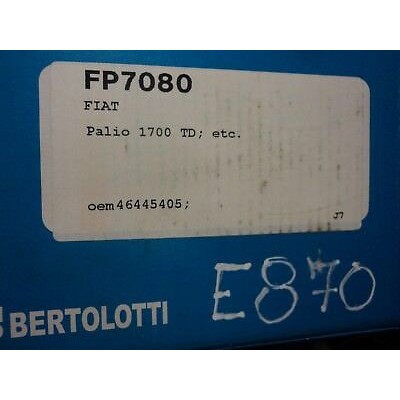 FP7080
FIAT
Palio 1700 TD; etc.
oem46445405;
J7
E870
BERTOLOTTI